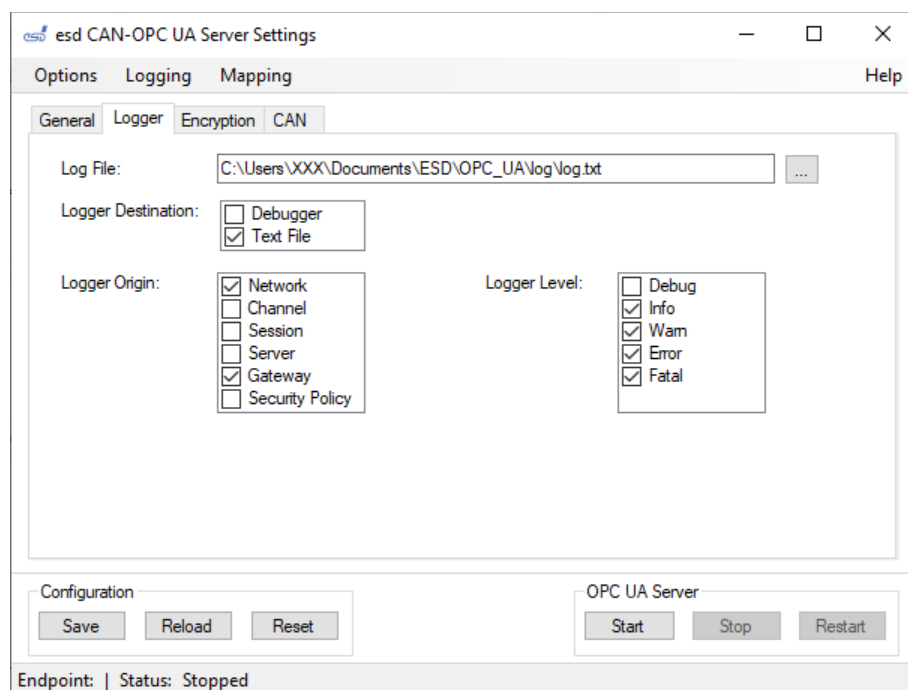 esd esd CAN-OPC UA Server Settings
Options Logging Mapping Help
General Logger Encryption CAN
Log File: C:\Users\XXX\Documents\ESD\OPC_UA\log\log.txt ...
Logger Destination: Debugger
Text File
Logger Origin: Network Logger Level: Debug
Channel Info
Session Warn
Server Error
Gateway Fatal
Security Policy
Configuration OPC UA Server
Save Reload Reset Start Stop Restart
Endpoint: | Status: Stopped